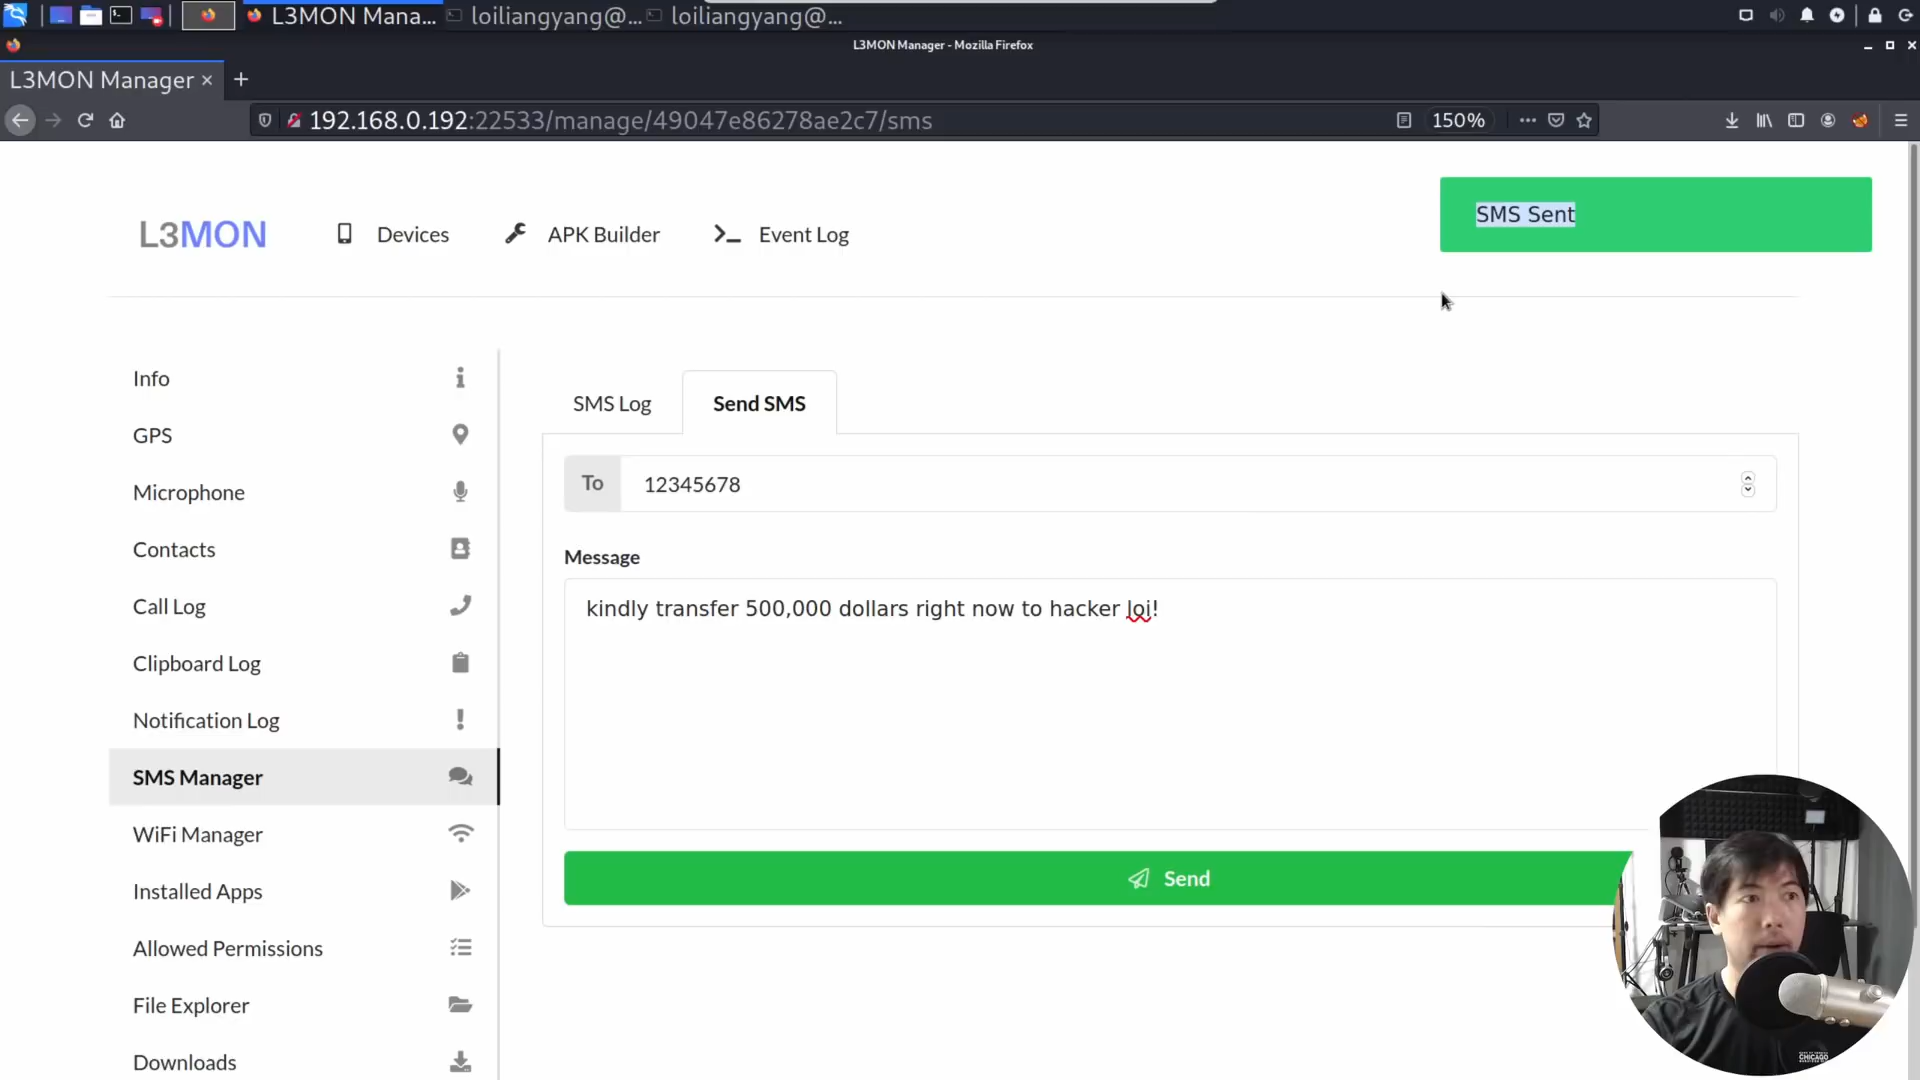 L3MON Mana...
loiliangyang@...
loiliangyang@...
L3MON Manager - Mozilla Firefox
L3MON Manager
192.168.0.192:22533/manage/49047e86278ae2c7/sms
150%
L3MON
Devices
APK Builder
Event Log
SMS Sent
Info
GPS
Microphone
Contacts
Call Log
Clipboard Log
Notification Log
SMS Manager
WiFi Manager
Installed Apps
Allowed Permissions
File Explorer
Downloads
SMS Log
Send SMS
To
12345678
Message
kindly transfer 500,000 dollars right now to hacker loi!
Send
CHICAGO